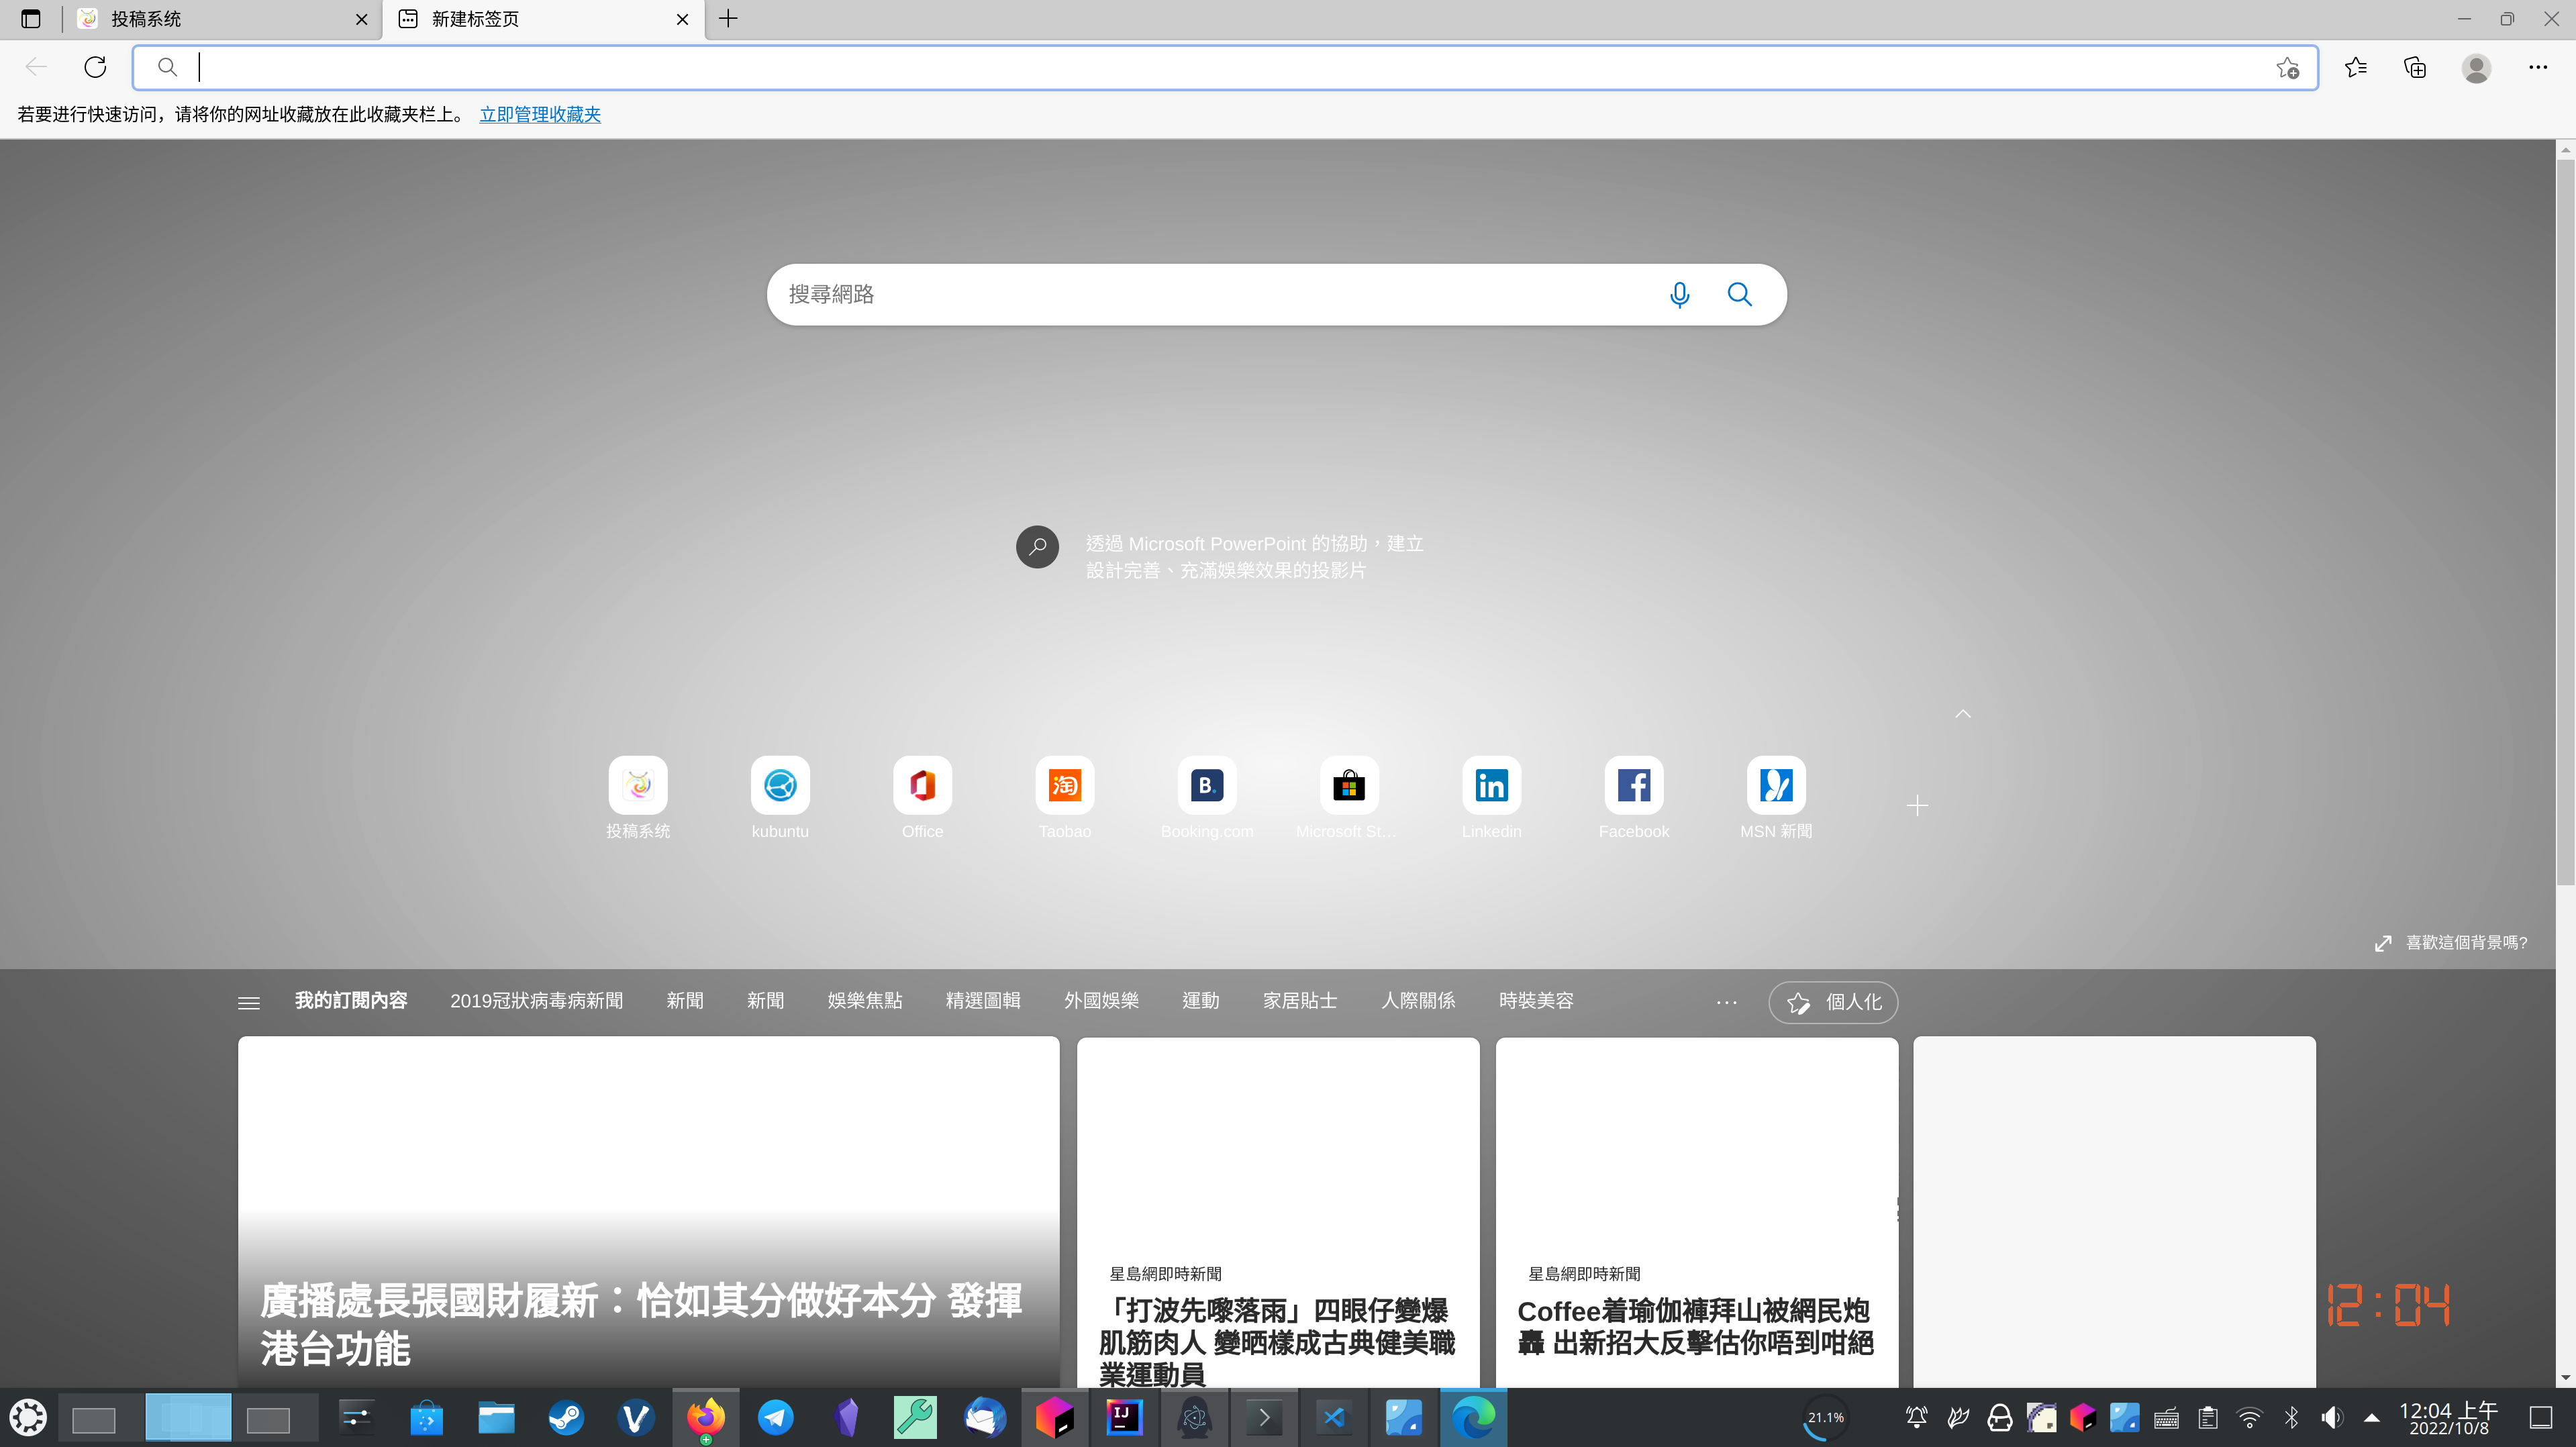 投稿系统
新建标签页
若要进行快速访问，请将你的网址收藏放在此收藏夹栏上。 立即管理收藏夹
搜尋網路
透過 Microsoft PowerPoint 的協助，建立
設計完善、充滿娛樂效果的投影片
投稿系统
kubuntu
Office
Taobao
Booking.com
Microsoft St...
Linkedin
Facebook
MSN 新聞
喜歡這個背景嗎?
我的訂閱內容 2019冠狀病毒病新聞 新聞 新聞 娛樂焦點 精選圖輯 外國娛樂 運動 家居貼士 人際關係 時裝美容 ... 個人化
廣播處長張國財履新：恰如其分做好本分 發揮
港台功能
星島網即時新聞
「打波先嚟落雨」四眼仔變爆
肌筋肉人 變晒樣成古典健美職
業運動員
星島網即時新聞
Coffee着瑜伽褲拜山被網民炮
轟 出新招大反擊估你唔到咁絕
12:04
21.1%
12:04 上午
2022/10/8